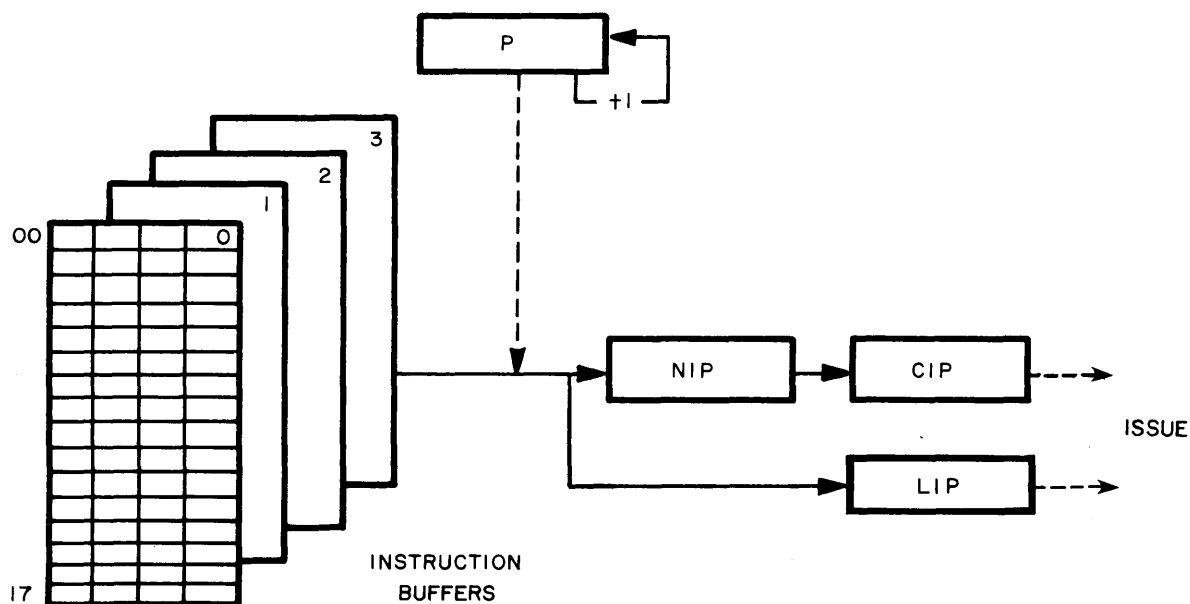 P
+1
3
2
1
00
0
NIP
CIP
ISSUE
LIP
INSTRUCTION
BUFFERS
17